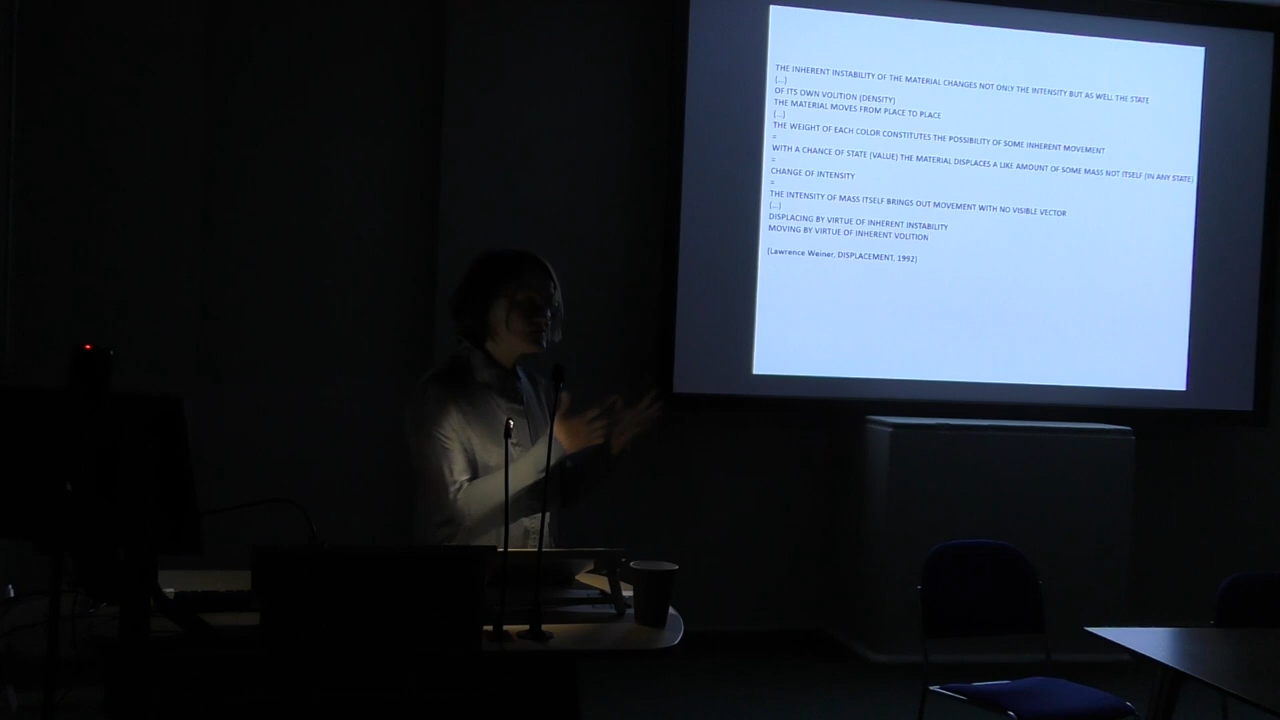 THE INHERENT INSTABILITY OF THE MATERIAL CHANGES NOT ONLY THE INTENSITY BUT AS WELL THE STATE
(...)
OF ITS OWN VOLITION (DENSITY)
THE MATERIAL MOVES FROM PLACE TO PLACE
(...)
THE WEIGHT OF EACH COLOR CONSTITUTES THE POSSIBILITY OF SOME INHERENT MOVEMENT
=
WITH A CHANCE OF STATE (VALUE) THE MATERIAL DISPLACES A LIKE AMOUNT OF SOME MASS NOT ITSELF (IN ANY STATE)
=
CHANGE OF INTENSITY
=
THE INTENSITY OF MASS ITSELF BRINGS OUT MOVEMENT WITH NO VISIBLE VECTOR
(...)
DISPLACING BY VIRTUE OF INHERENT INSTABILITY
MOVING BY VIRTUE OF INHERENT VOLITION
(Lawrence Weiner, DISPLACEMENT, 1992)